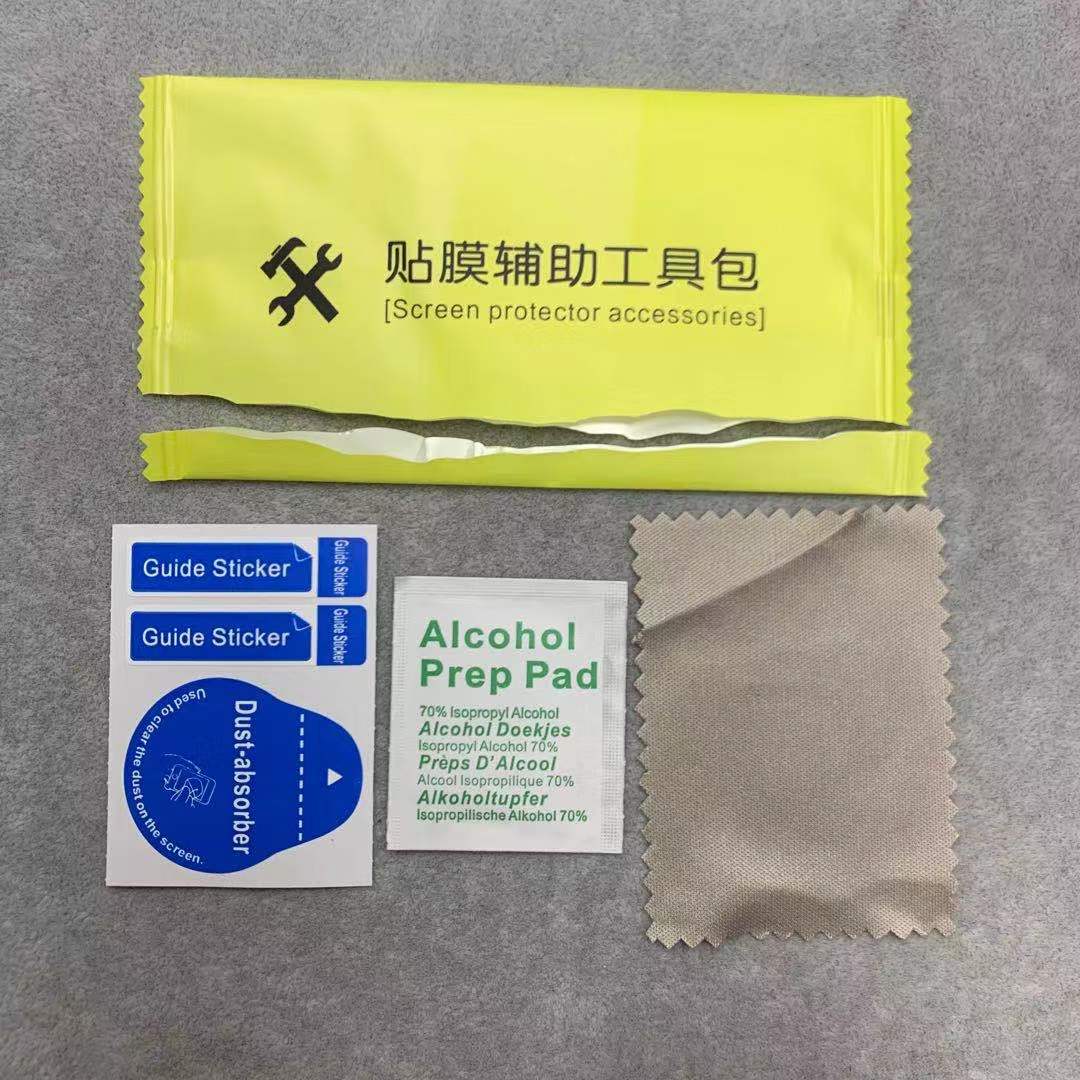 贴膜辅助工具包
[Screen protector accessories]
Guide Sticker
Guide Sticker
Guide Sticker
Guide Sticker
Dust-absorber
Used to clear the dust on the screen.
Alcohol
Prep Pad
70% Isopropyl Alcohol
Alcohol Doekjes
Isopropyl Alcohol 70%
Prèps D'Alcool
Alcool Isopropilique 70%
Alkoholtupfer
Isopropilische Alkohol 70%